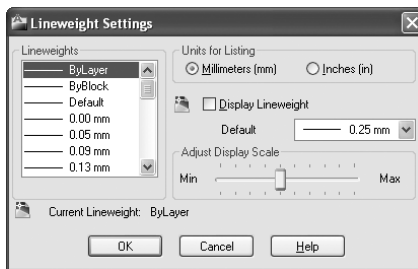 Lineweight Settings
Lineweights
ByLayer
ByBlock
Default
0.00 mm
0.05 mm
0.09 mm
0.13 mm
Units for Listing
Millimeters (mm)
Inches (in)
Display Lineweight
Default
0.25 mm
Adjust Display Scale
Min
Max
Current Lineweight: ByLayer
OK
Cancel
Help